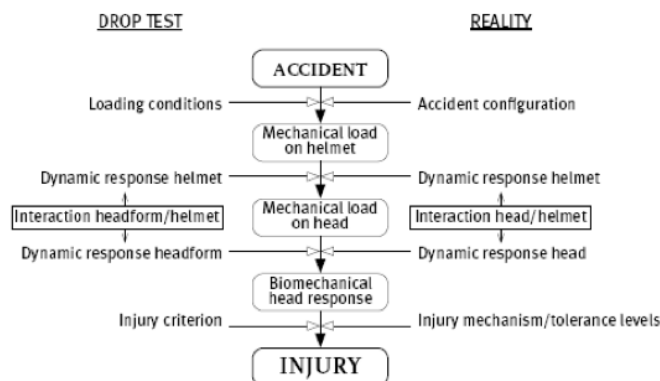 DROP TEST
REALITY
ACCIDENT
Loading conditions
Accident configuration
Mechanical load
on helmet
Dynamic response helmet
Dynamic response helmet
Interaction headform/helmet
Mechanical load
on head
Interaction head/helmet
Dynamic response headform
Dynamic response head
Biomechanical
head response
Injury criterion
Injury mechanism/tolerance levels
INJURY